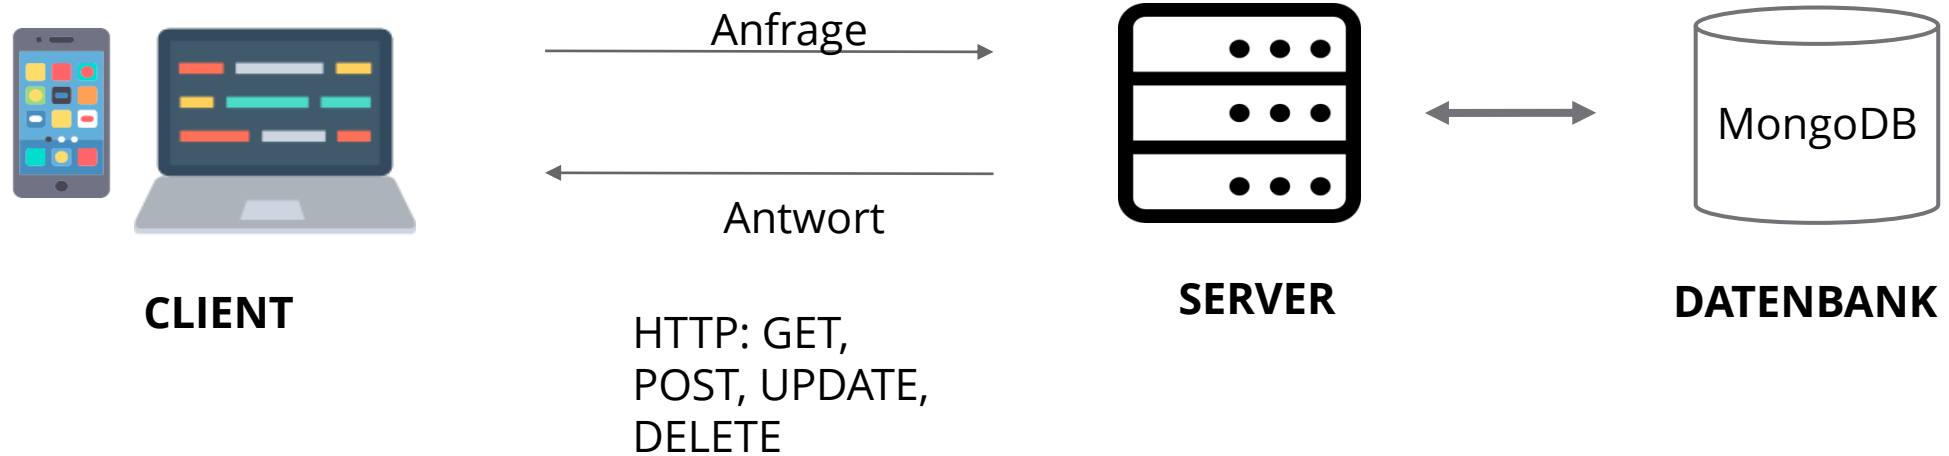 Anfrage
Antwort
MongoDB
CLIENT
SERVER
DATENBANK
HTTP: GET,
POST, UPDATE,
DELETE